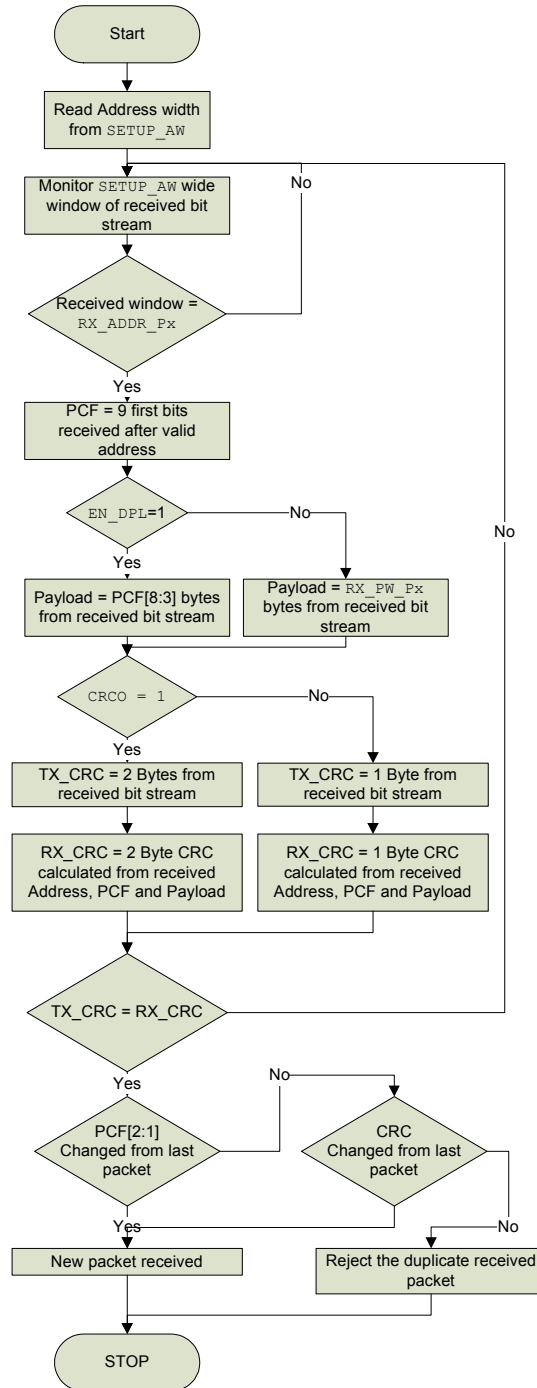 Start
Read Address width
from SETUP_AW
No
Monitor SETUP_AW wide
window of received bit
stream
Received window =
RX_ADDR_Px
Yes
PCF = 9 first bits
received after valid
address
EN_DPL=1
No
No
Yes
Payload = PCF[8:3] bytes
from received bit stream
Payload = RX_PW_Px
bytes from received bit
stream
CRCO = 1
No
Yes
TX_CRC = 2 Bytes from
received bit stream
TX_CRC = 1 Byte from
received bit stream
RX_CRC = 2 Byte CRC
calculated from received
Address, PCF and Payload
RX_CRC = 1 Byte CRC
calculated from received
Address, PCF and Payload
TX_CRC = RX_CRC
Yes
No
PCF[2:1]
Changed from last
packet
CRC
Changed from last
packet
Yes
No
New packet received
Reject the duplicate received
packet
STOP